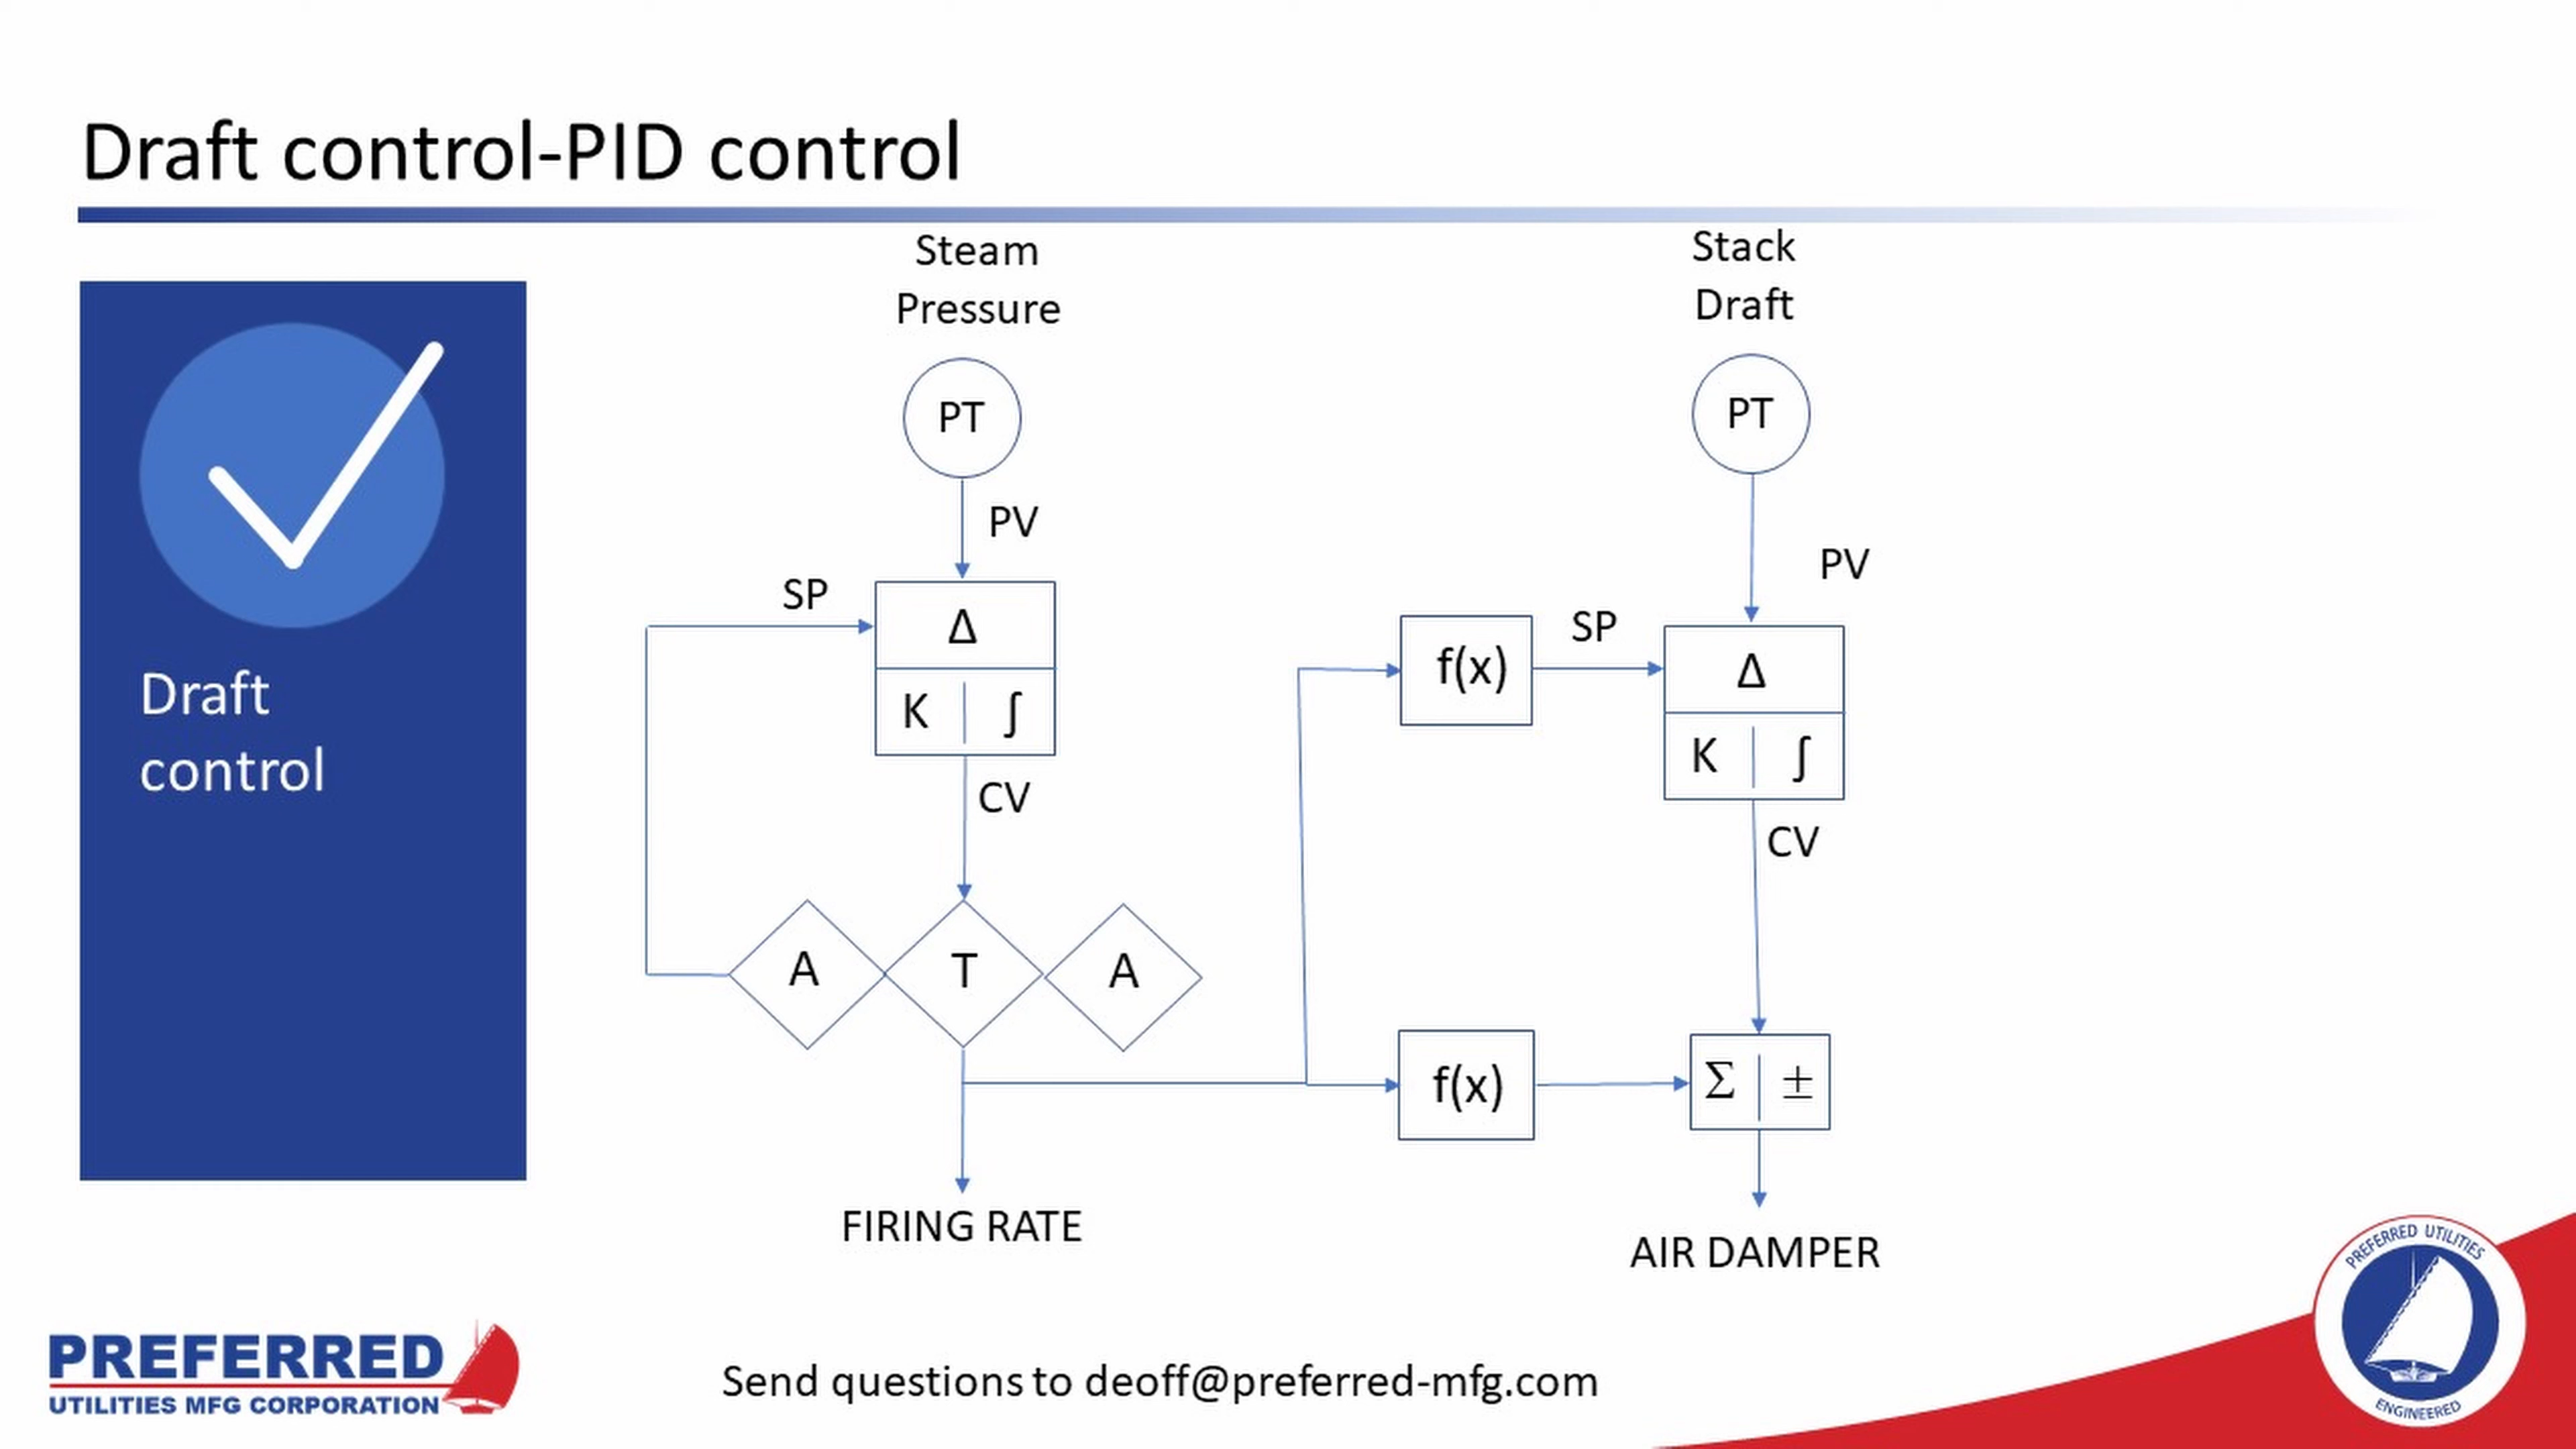 Draft control-PID control
Draft
control
Steam
Pressure
PT
PV
SP
Δ
K ∫
CV
A T A
FIRING RATE
Stack
Draft
PT
PV
f(x)
SP
Δ
K ∫
CV
f(x)
Σ ±
AIR DAMPER
PREFERRED
UTILITIES MFG CORPORATION
Send questions to deoff@preferred-mfg.com
PREFERRED UTILITIES
ENGINEERED